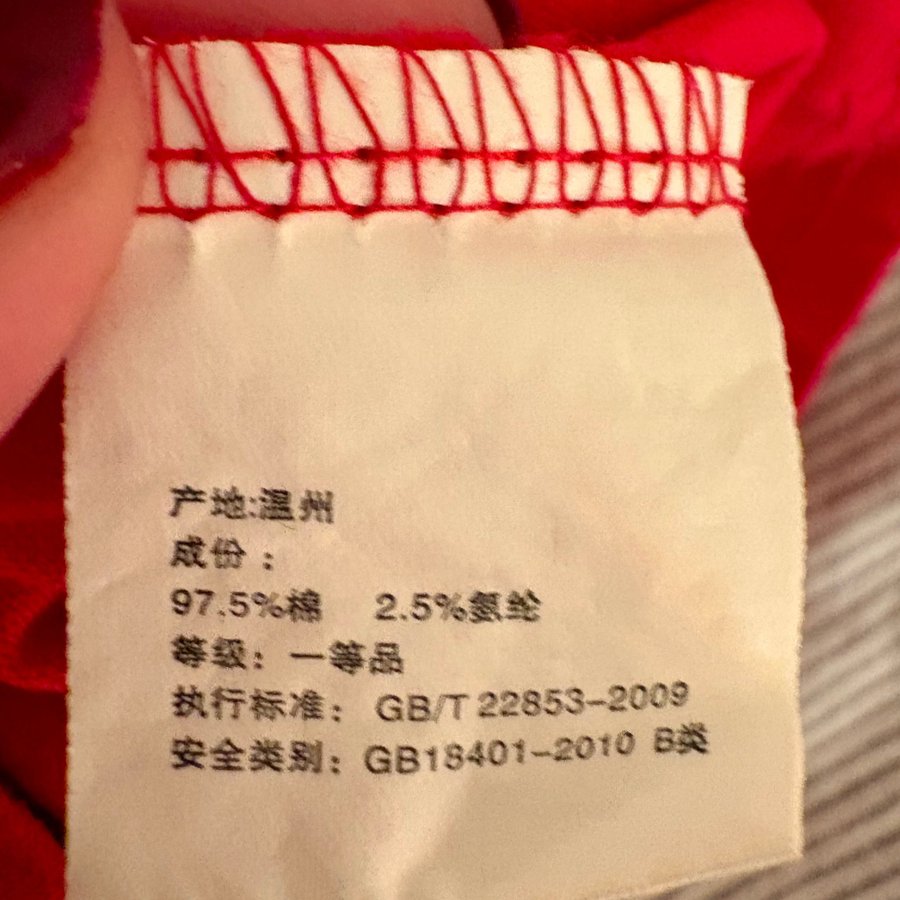 产地:温州
成份：
97.5%棉 2.5%氨纶
等级：一等品
执行标准： GB/T 22853-2009
安全类别：GB18401-2010 B类